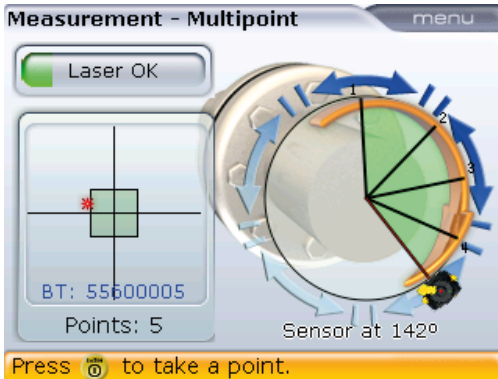 Measurement - Multipoint
menu
Laser OK
1
2
3
4
BT: 55600005
Points: 5
Sensor at 142º
Press to take a point.